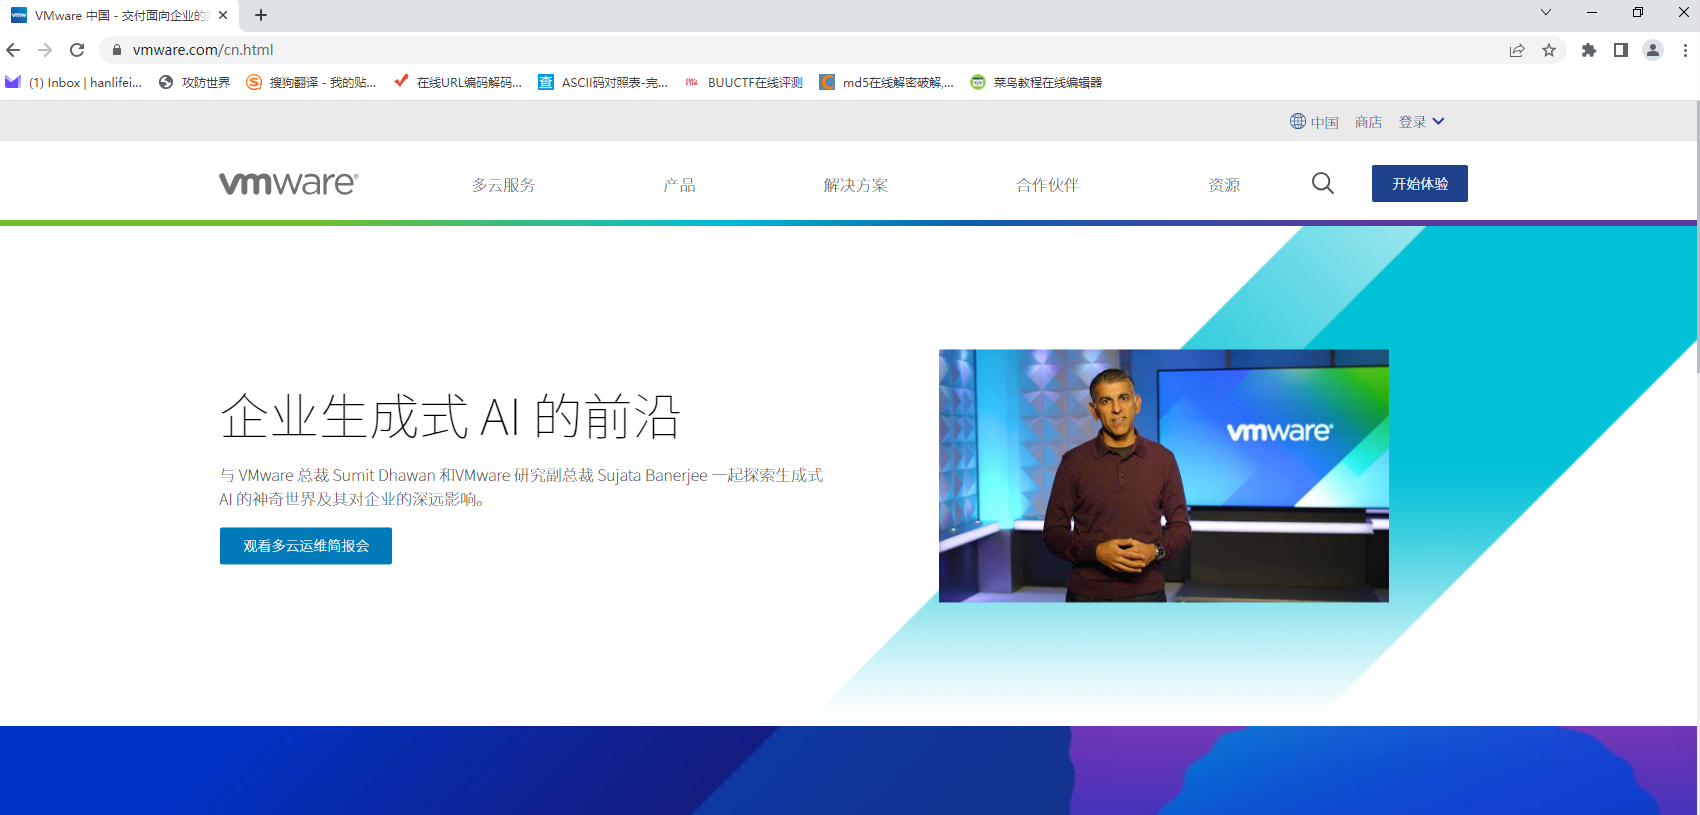 VMware 中国 - 交付面向企业的
vmware.com/cn.html
(1) Inbox | hanlifei...
攻防世界
搜狗翻译 - 我的贴...
在线URL编码解码...
查
ASCII码对照表-完...
BUUCTF在线评测
md5在线解密破解,...
菜鸟教程在线编辑器
中国 商店 登录
vmware®
多云服务 产品 解决方案 合作伙伴 资源
开始体验
企业生成式 AI 的前沿
与 VMware 总裁 Sumit Dhawan 和VMware 研究副总裁 Sujata Banerjee 一起探索生成式
AI 的神奇世界及其对企业的深远影响。
观看多云运维简报会
vmware®